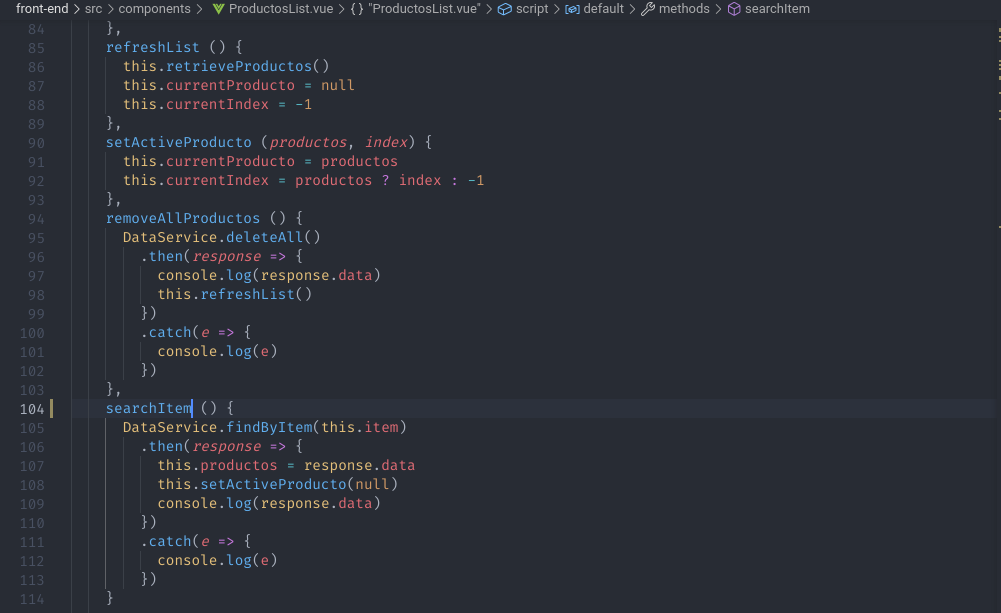 front-end > src > components > ProductosList.vue > {} "ProductosList.vue" > script > default > methods > searchItem
84 },
85 refreshList () {
86 this.retrieveProductos()
87 this.currentProducto = null
88 this.currentIndex = -1
89 },
90 setActiveProducto (productos, index) {
91 this.currentProducto = productos
92 this.currentIndex = productos ? index : -1
93 },
94 removeAllProductos () {
95 DataService.deleteAll()
96 .then(response => {
97 console.log(response.data)
98 this.refreshList()
99 })
100 .catch(e => {
101 console.log(e)
102 })
103 },
104 searchItem () {
105 DataService.findByItem(this.item)
106 .then(response => {
107 this.productos = response.data
108 this.setActiveProducto(null)
109 console.log(response.data)
110 })
111 .catch(e => {
112 console.log(e)
113 })
114 }